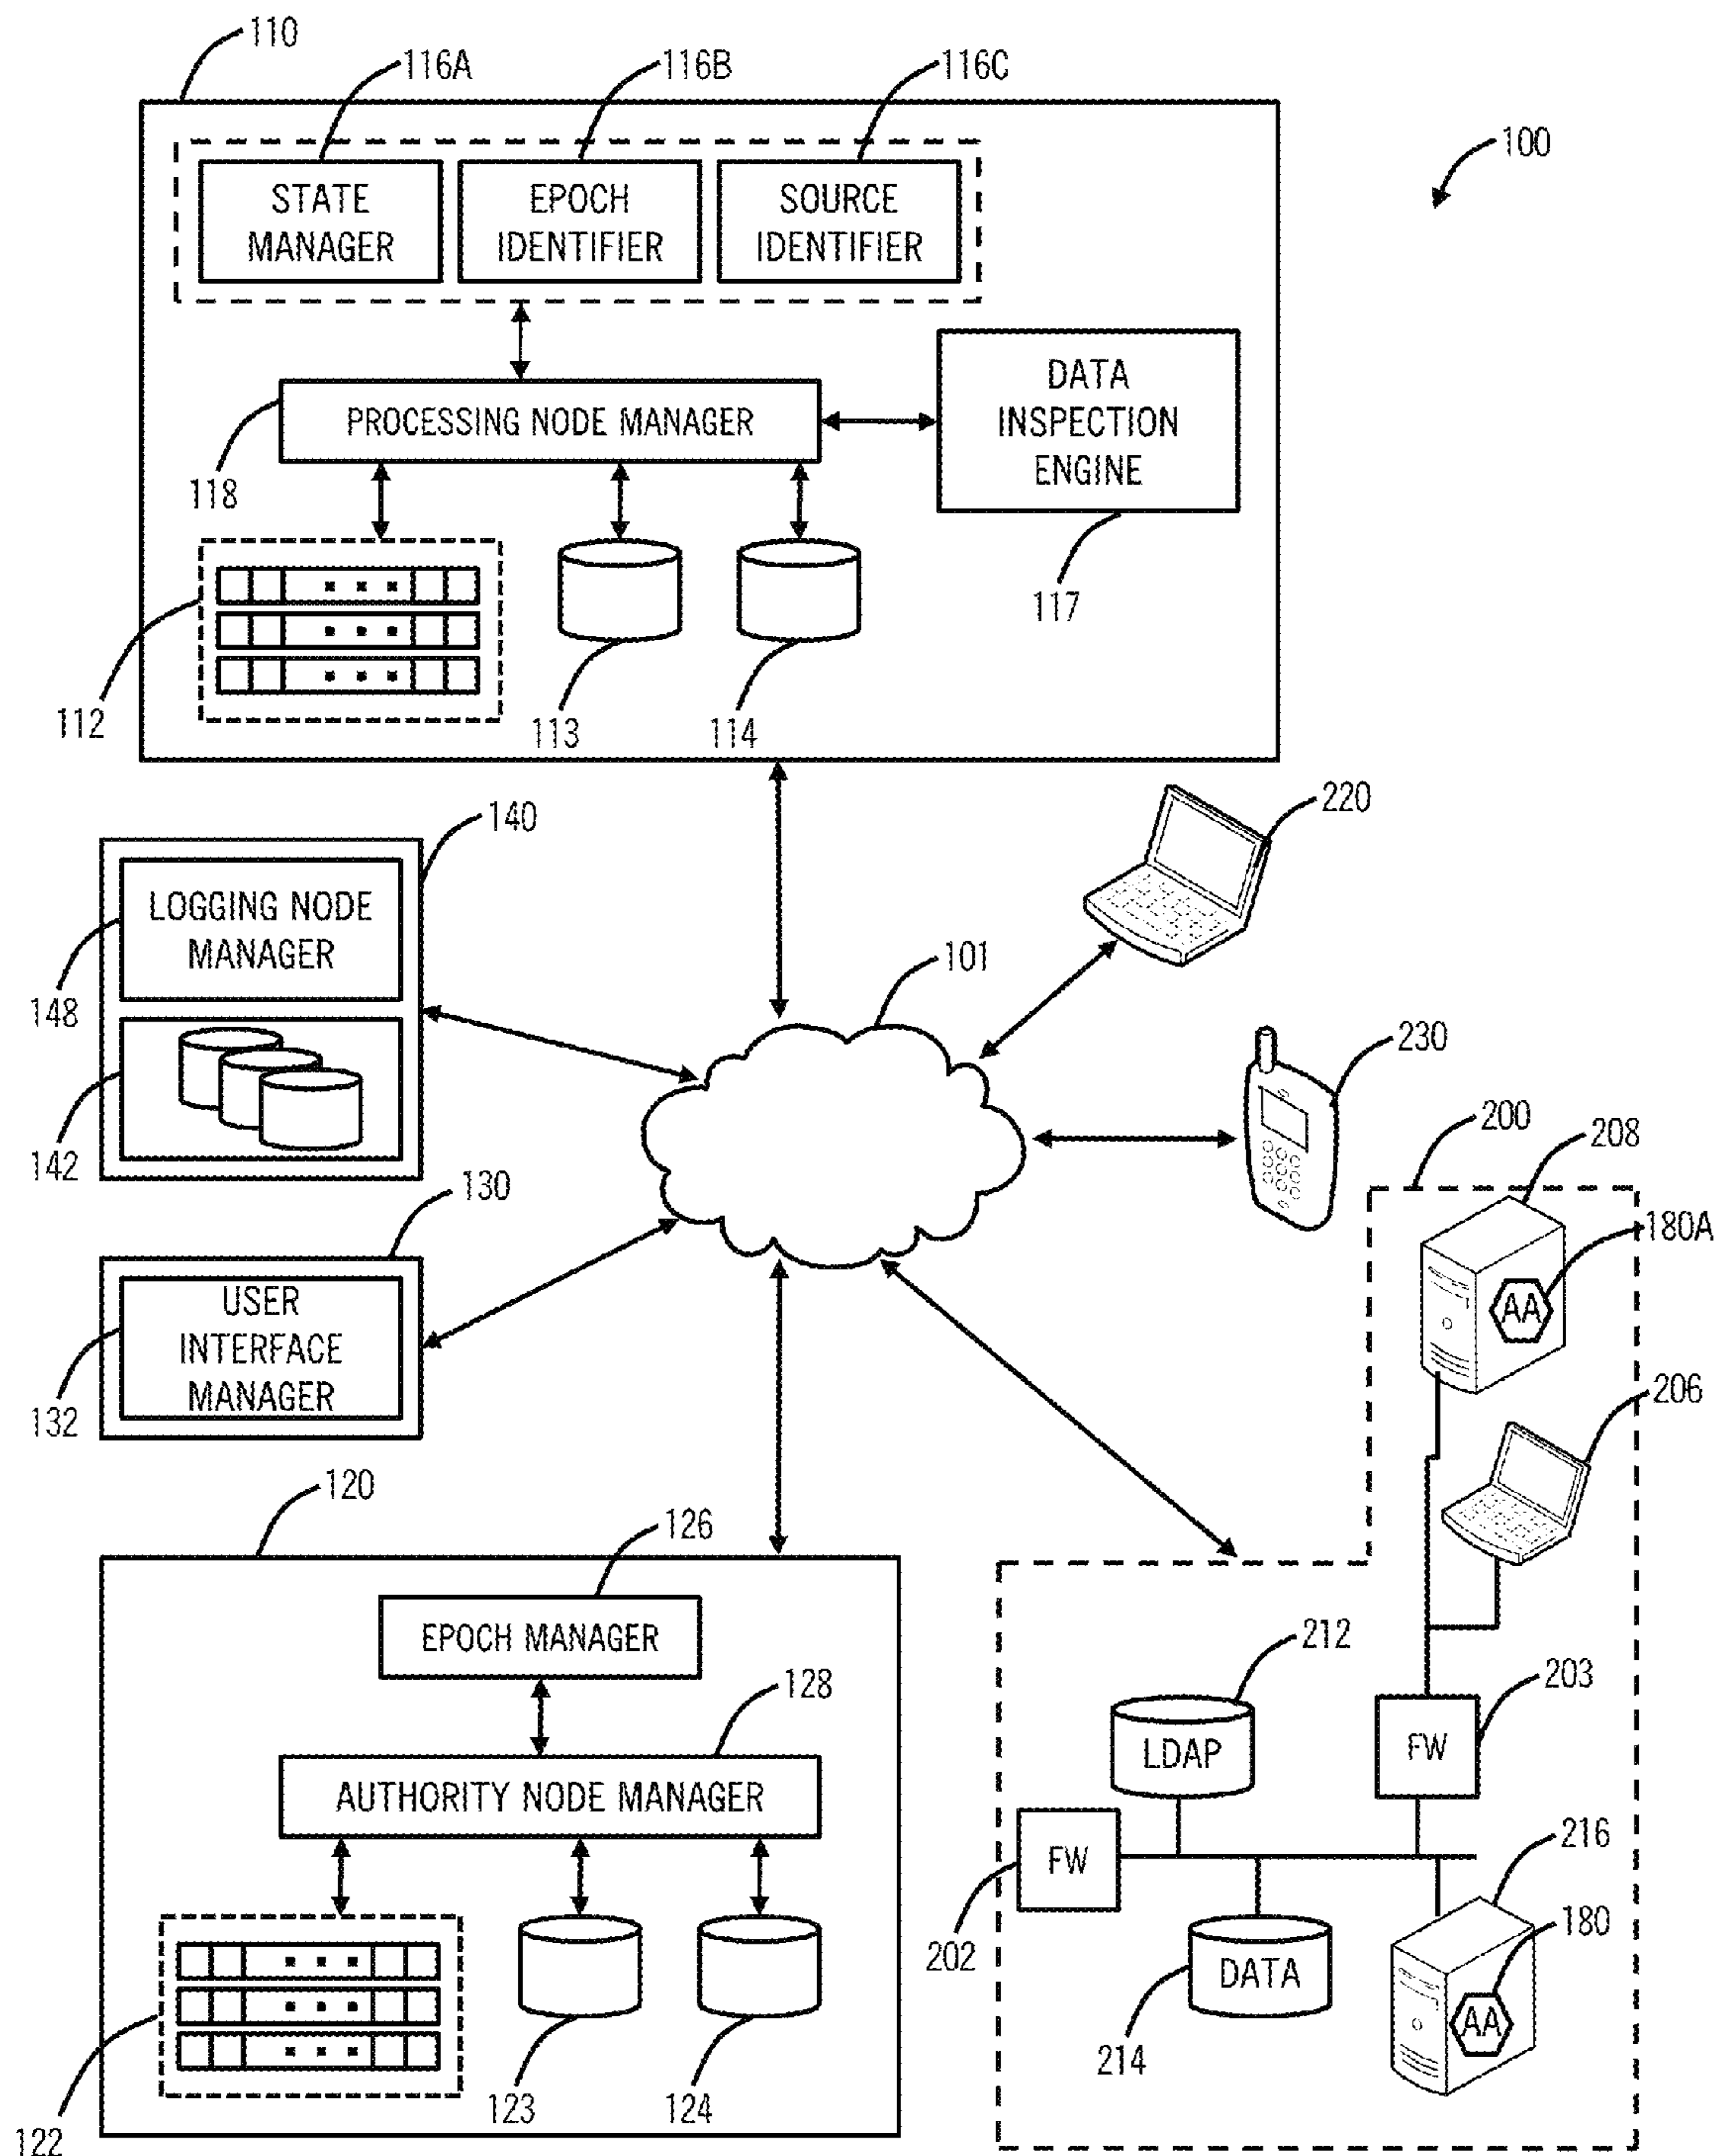 110
116A
116B
116C
100
STATE
MANAGER
EPOCH
IDENTIFIER
SOURCE
IDENTIFIER
DATA
INSPECTION
ENGINE
PROCESSING NODE MANAGER
118
117
112
113
114
220
140
LOGGING NODE
MANAGER
148
101
230
142
200
208
180A
AA
130
USER
INTERFACE
MANAGER
132
206
120
126
EPOCH MANAGER
212
203
128
LDAP
FW
AUTHORITY NODE MANAGER
216
FW
180
202
DATA
AA
214
123
124
122